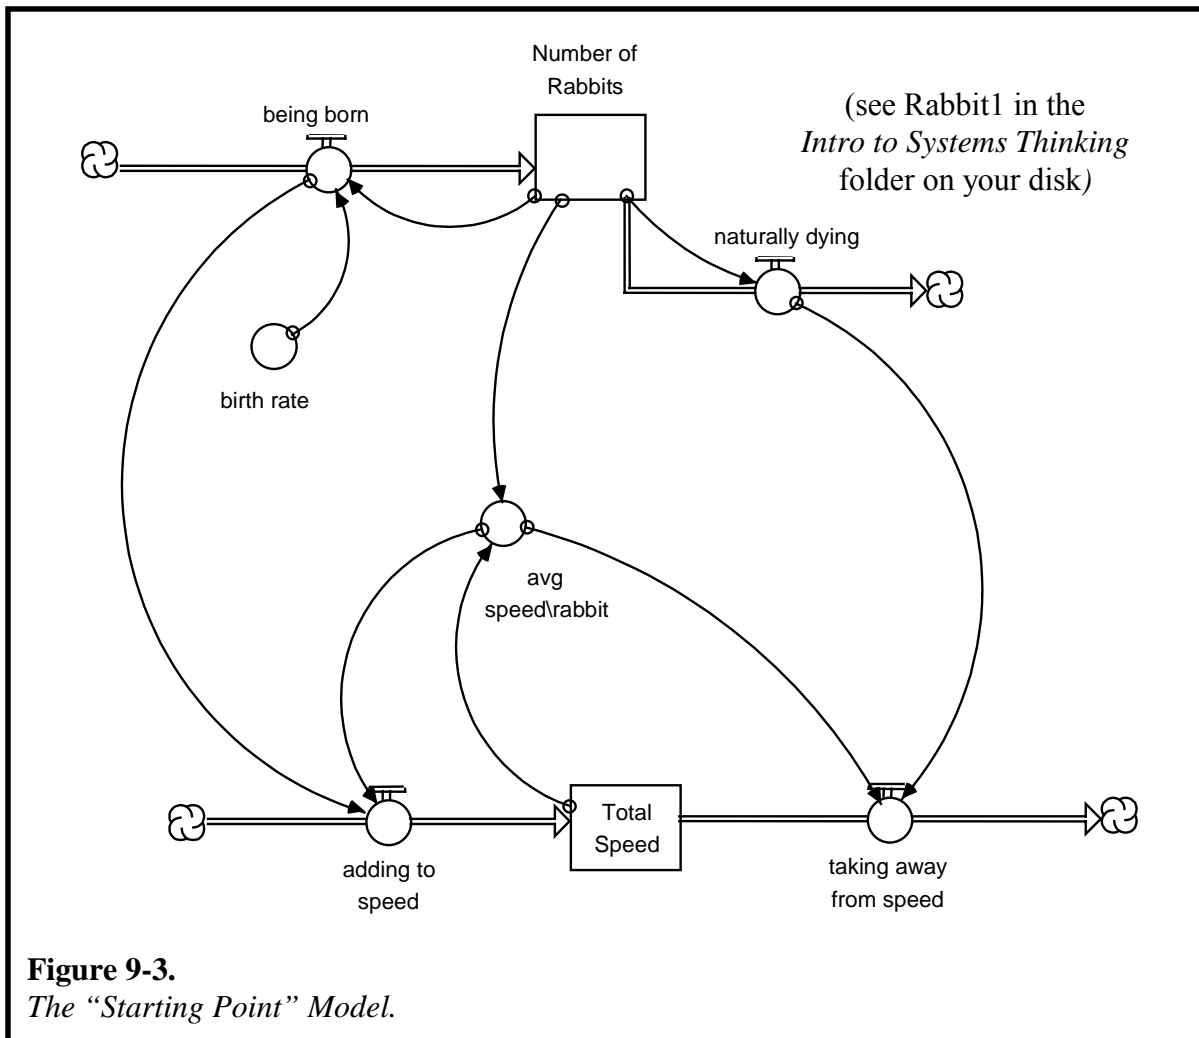 Number of
Rabbits
being born
(see Rabbit1 in the
Intro to Systems Thinking
folder on your disk)
naturally dying
birth rate
avg
speed\rabbit
Total
Speed
adding to
speed
taking away
from speed
Figure 9-3.
The “Starting Point” Model.